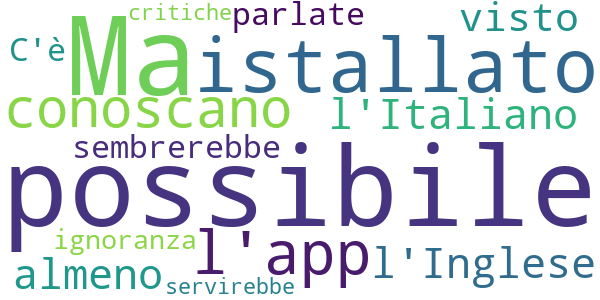 critiche
parlate
visto
C'è
Ma
istallato
conoscano
l'Italiano
sembrerebbe
possibile
ignoranza
l'app
l'Inglese
almeno
servirebbe